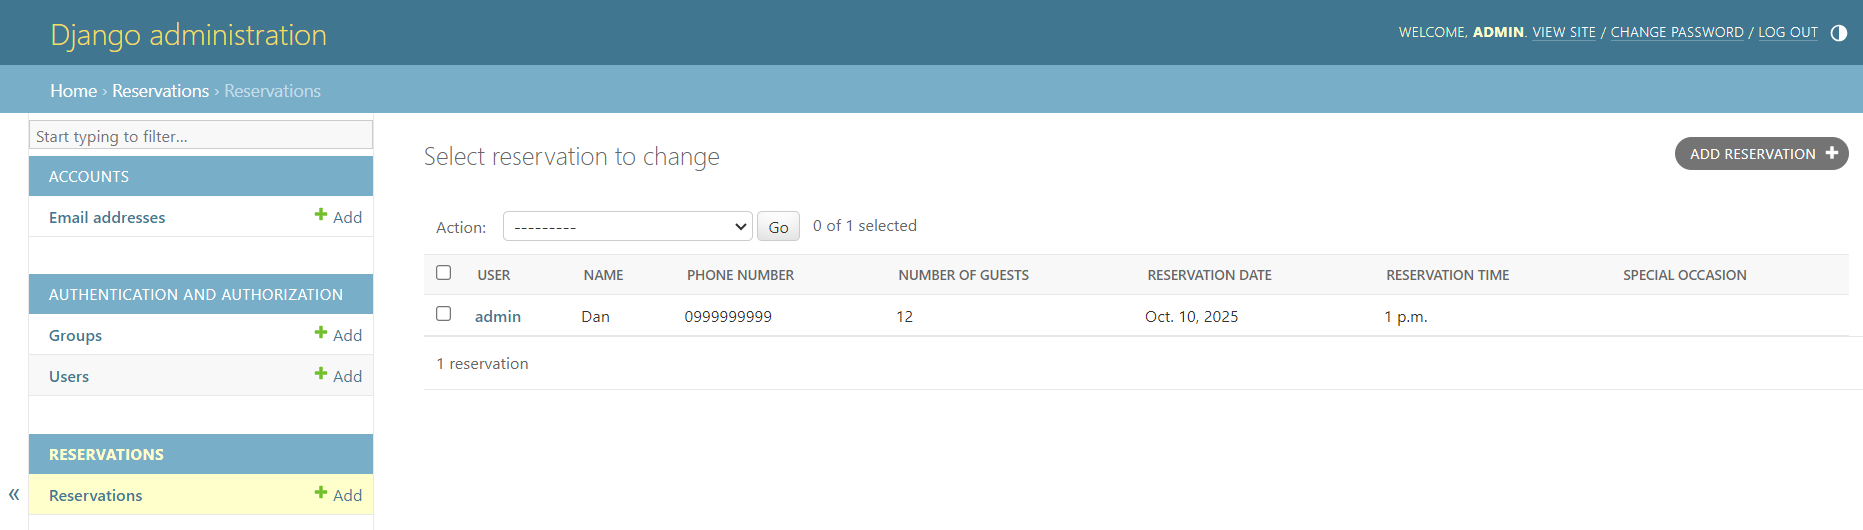 Django administration
WELCOME, ADMIN. VIEW SITE / CHANGE PASSWORD / LOG OUT
Home › Reservations › Reservations
Start typing to filter...
ACCOUNTS
Email addresses + Add
AUTHENTICATION AND AUTHORIZATION
Groups + Add
Users + Add
RESERVATIONS
Reservations + Add
«
Select reservation to change
ADD RESERVATION +
Action: --------- Go 0 of 1 selected
USER NAME PHONE NUMBER NUMBER OF GUESTS RESERVATION DATE RESERVATION TIME SPECIAL OCCASION
admin Dan 0999999999 12 Oct. 10, 2025 1 p.m.
1 reservation